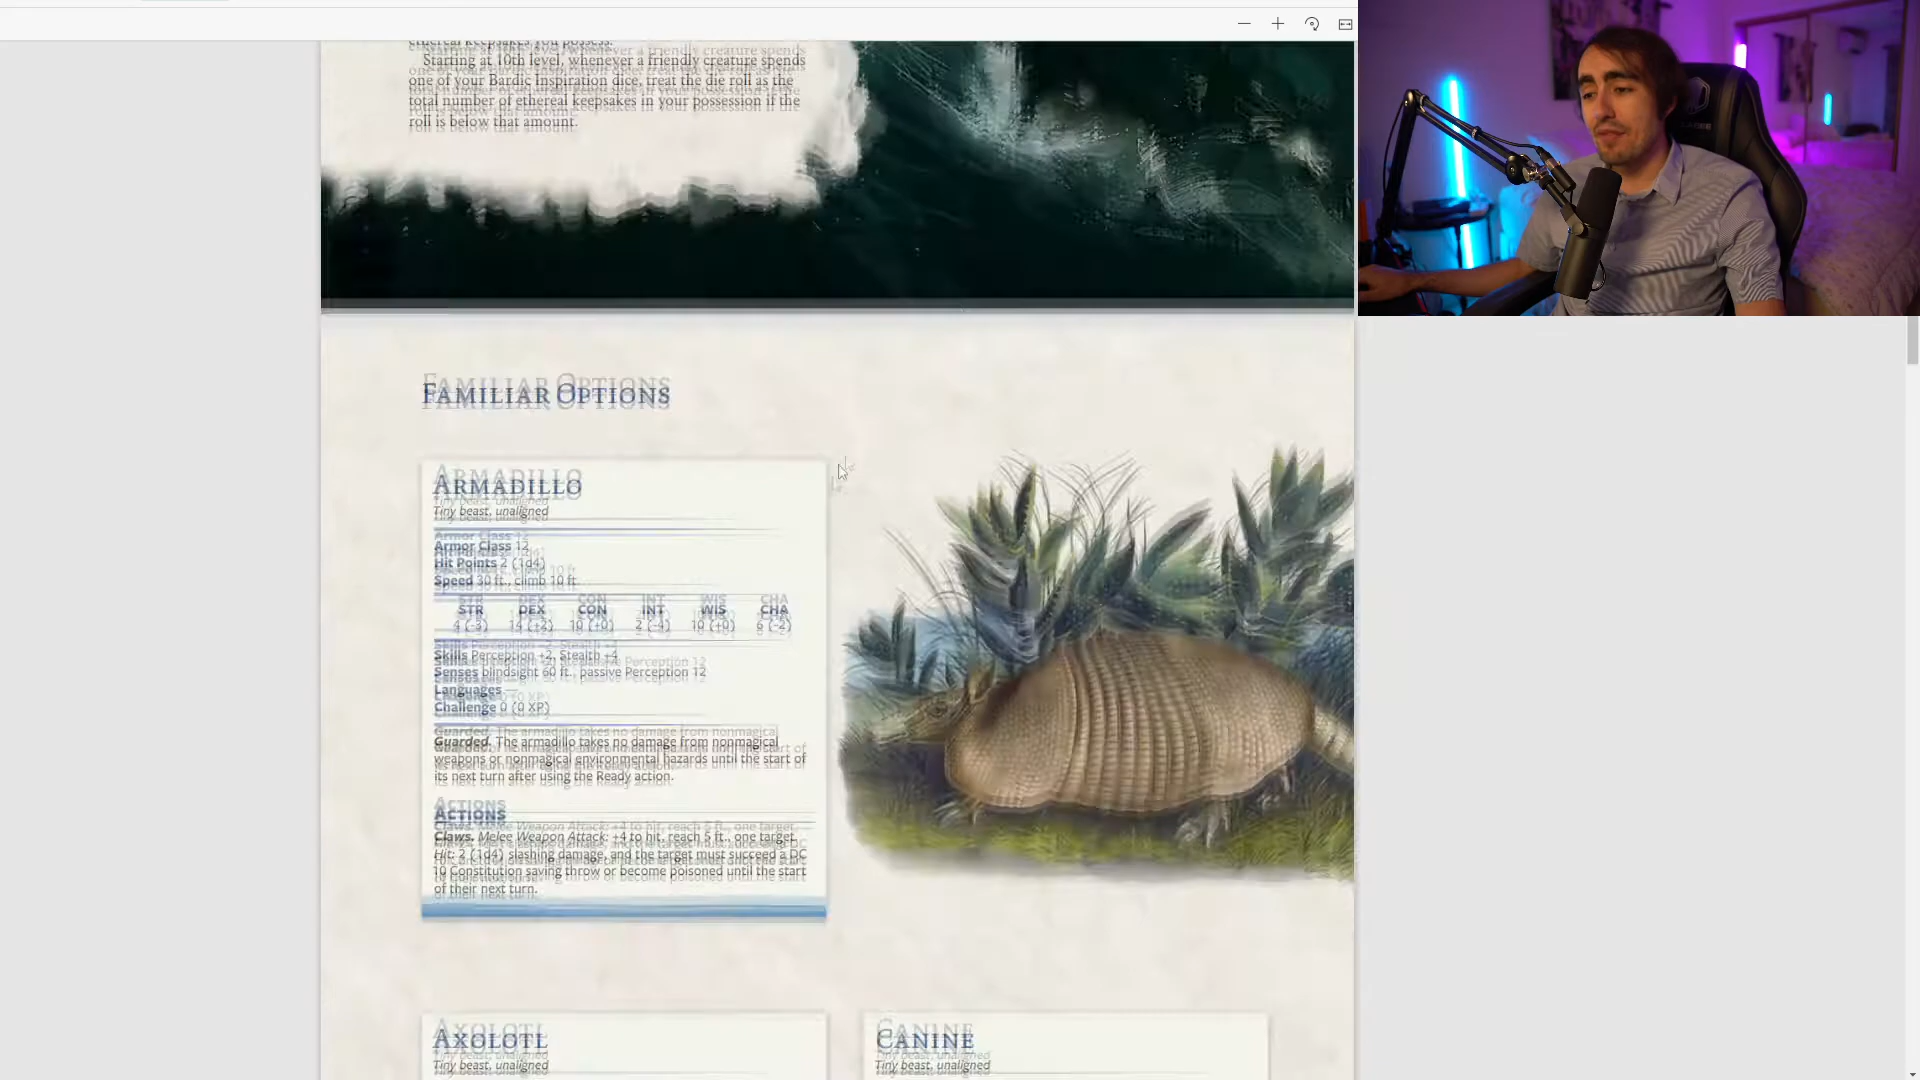 ethereal keepsakes you possess.
Starting at 10th level, whenever a friendly creature spends
one of your Bardic Inspiration dice, treat the die roll as the
total number of ethereal keepsakes in your possession if the
roll is below that amount.
FAMILIAR OPTIONS
ARMADILLO
Tiny beast, unaligned
Armor Class 12
Hit Points 2 (1d4)
Speed 30 ft., climb 10 ft.
STR DEX CON INT WIS CHA
4 (-3) 14 (+2) 10 (+0) 2 (-4) 10 (+0) 6 (-2)
Skills Perception +2, Stealth +4
Senses blindsight 60 ft., passive Perception 12
Languages —
Challenge 0 (0 XP)
Guarded. The armadillo takes no damage from nonmagical
weapons or nonmagical environmental hazards until the start of
its next turn after using the Ready action.
ACTIONS
Claws. Melee Weapon Attack: +4 to hit, reach 5 ft., one target.
Hit: 2 (1d4) slashing damage, and the target must succeed a DC
10 Constitution saving throw or become poisoned until the start
of their next turn.
AXOLOTL
Tiny beast, unaligned
CANINE
Tiny beast, unaligned